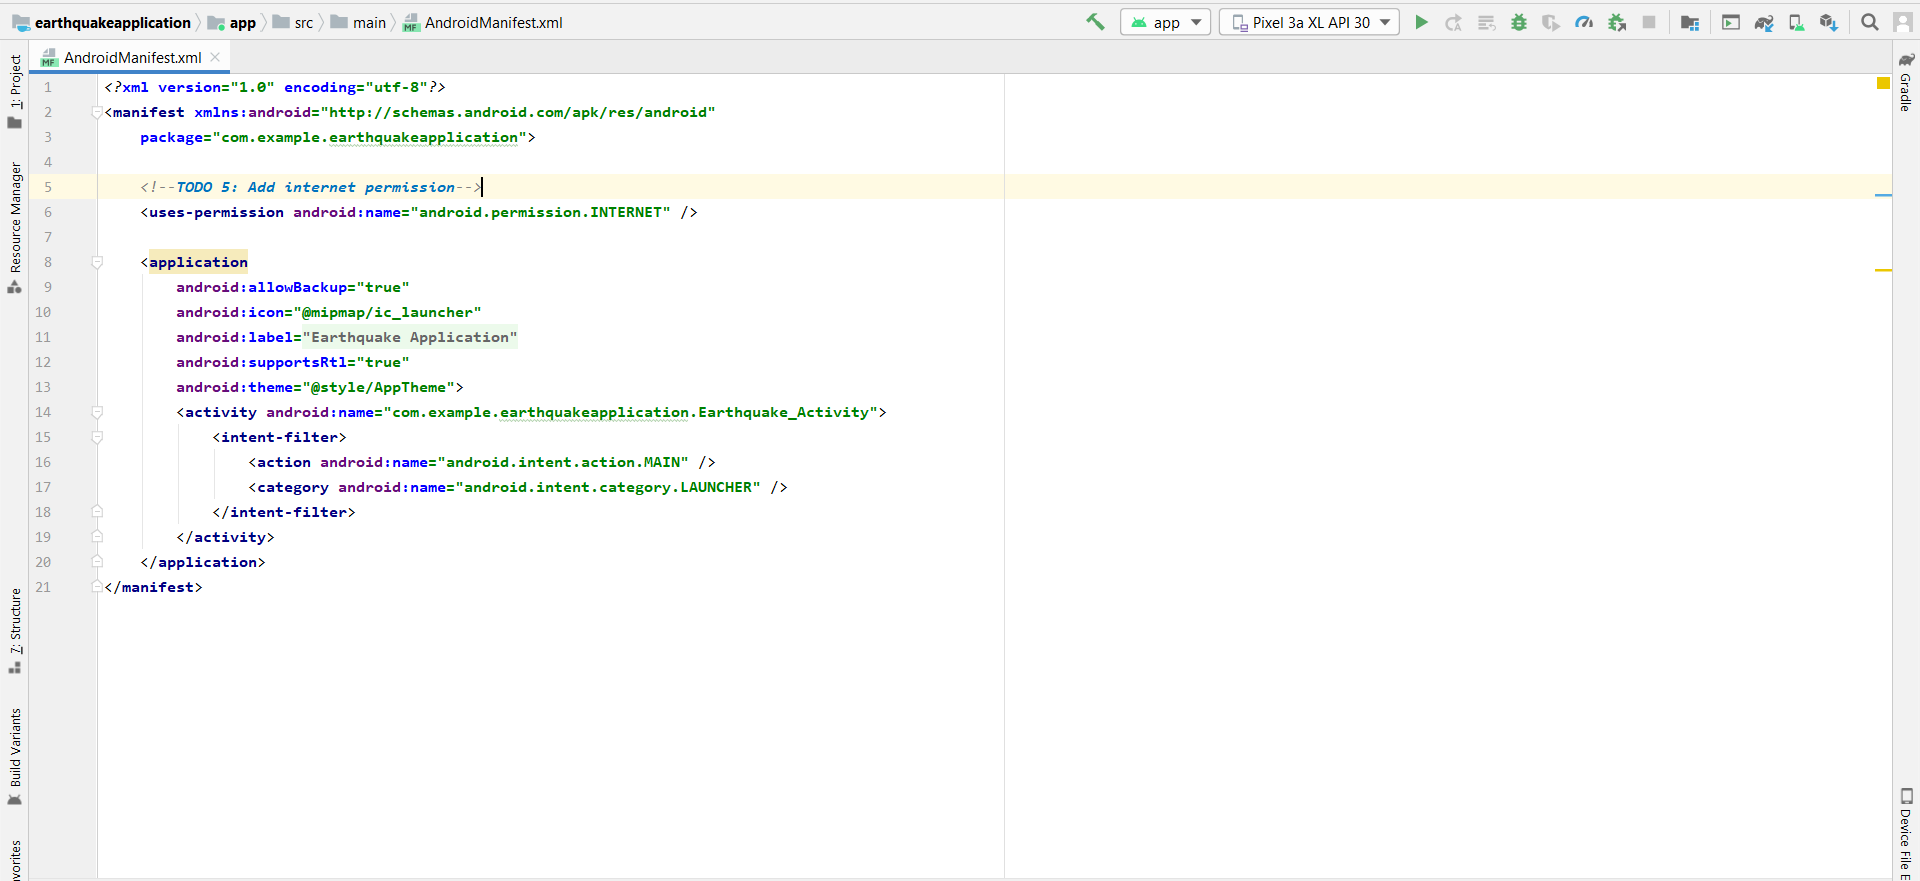 earthquakeapplication app src main AndroidManifest.xml app Pixel 3a XL API 30
AndroidManifest.xml
1: Project
Resource Manager
7: Structure
Build Variants
Gradle
1 <?xml version="1.0" encoding="utf-8"?>
2 <manifest xmlns:android="http://schemas.android.com/apk/res/android"
3 package="com.example.earthquakeapplication">
4
5 <!--TODO 5: Add internet permission-->
6 <uses-permission android:name="android.permission.INTERNET" />
7
8 <application
9 android:allowBackup="true"
10 android:icon="@mipmap/ic_launcher"
11 android:label="Earthquake Application"
12 android:supportsRtl="true"
13 android:theme="@style/AppTheme">
14 <activity android:name="com.example.earthquakeapplication.Earthquake_Activity">
15 <intent-filter>
16 <action android:name="android.intent.action.MAIN" />
17 <category android:name="android.intent.category.LAUNCHER" />
18 </intent-filter>
19 </activity>
20 </application>
21 </manifest>
vorites
Device File E